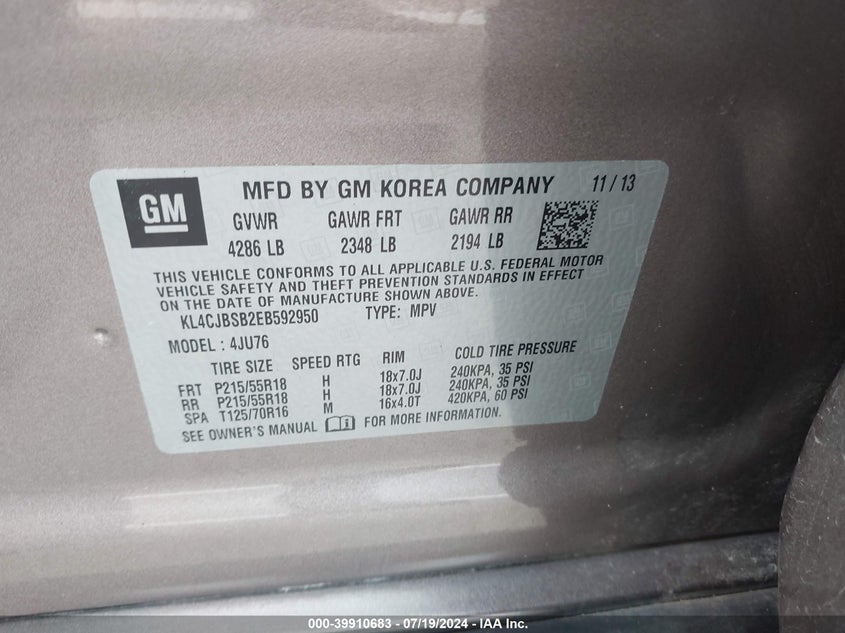 GM
MFD BY GM KOREA COMPANY 11 / 13
GVWR GAWR FRT GAWR RR
4286 LB 2348 LB 2194 LB
THIS VEHICLE CONFORMS TO ALL APPLICABLE U.S. FEDERAL MOTOR
VEHICLE SAFETY AND THEFT PREVENTION STANDARDS IN EFFECT
ON THE DATE OF MANUFACTURE SHOWN ABOVE.
KL4CJBSB2EB592950 TYPE: MPV
MODEL : 4JU76
TIRE SIZE SPEED RTG RIM COLD TIRE PRESSURE
FRT P215/55R18 H 18x7.0J 240KPA, 35 PSI
RR P215/55R18 H 18x7.0J 240KPA, 35 PSI
SPA T125/70R16 M 16x4.0T 420KPA, 60 PSI
SEE OWNER'S MANUAL FOR MORE INFORMATION.
000-39910683 - 07/19/2024 - IAA Inc.